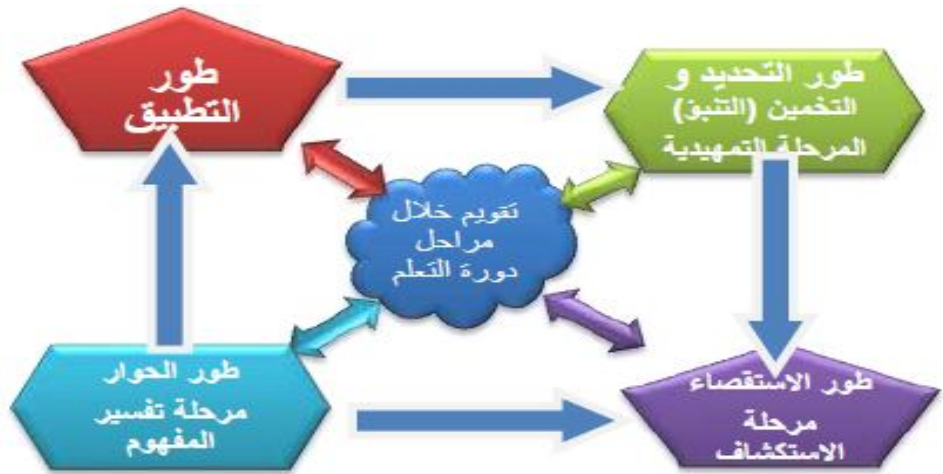 طور التحديد و
التخمين (التنبؤ)
المرحلة التمهيدية
طور
التطبيق
تقويم خلال
مراحل
دورة التعلم
طور الاستقصاء
مرحلة
الاستكشاف
طور الحوار
مرحلة تفسير
المفهوم